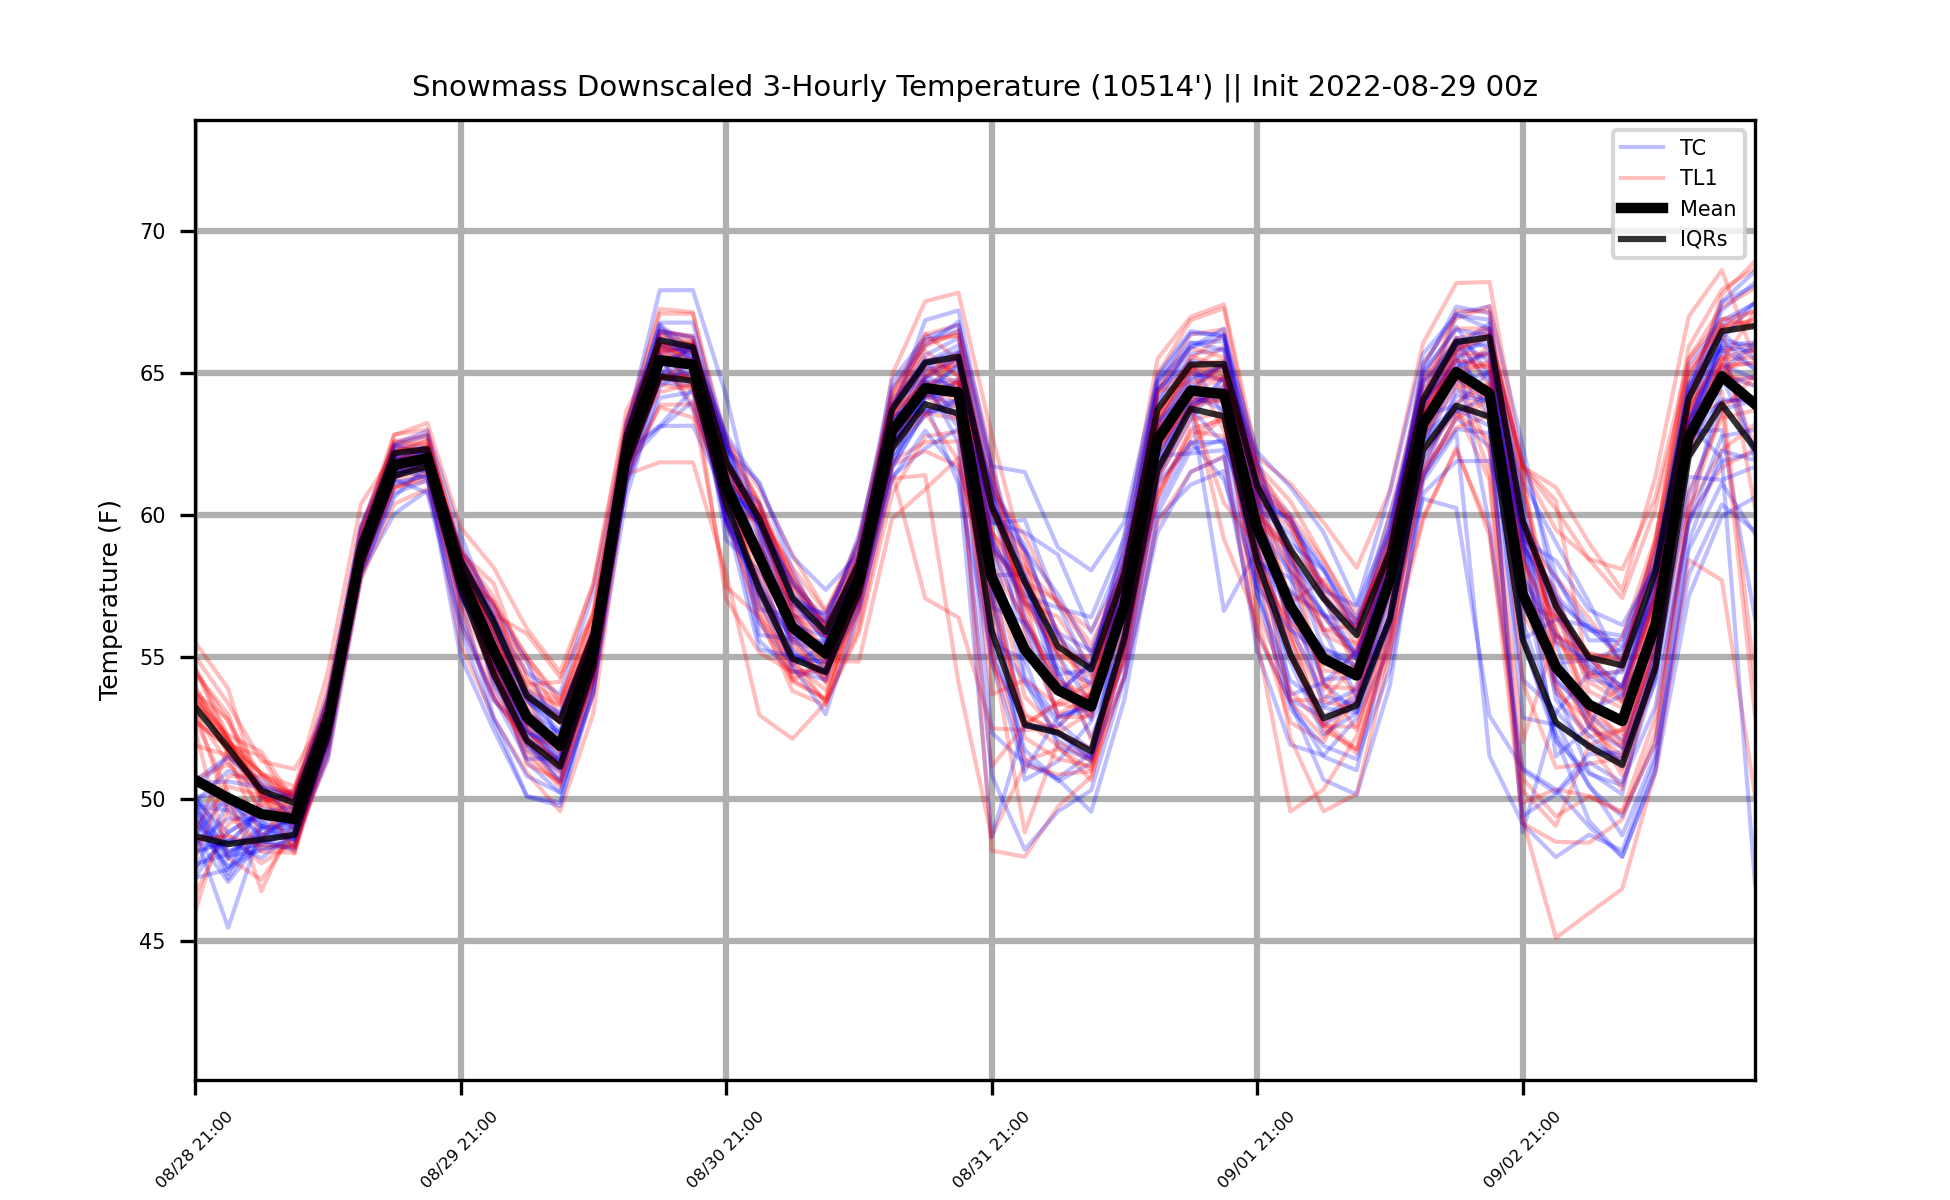 Snowmass Downscaled 3-Hourly Temperature (10514') || Init 2022-08-29 00z
TC
TL1
Mean
IQRs
Temperature (F)
70
65
60
55
50
45
08/28 21:00
08/29 21:00
08/30 21:00
08/31 21:00
09/01 21:00
09/02 21:00